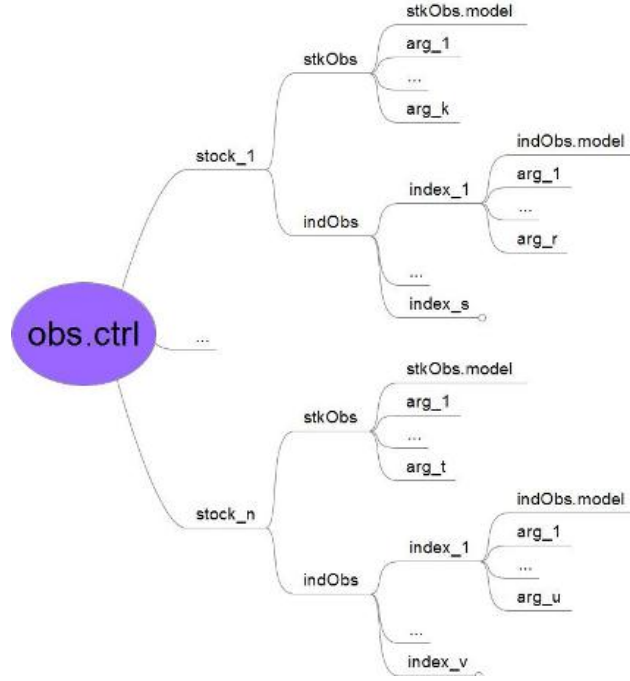 obs.ctrl
stock_1
stkObs
stkObs.model
arg_1
...
arg_k
indObs
index_1
indObs.model
arg_1
...
arg_r
...
index_s
...
stock_n
stkObs
stkObs.model
arg_1
...
arg_t
indObs
index_1
indObs.model
arg_1
...
arg_u
...
index_v